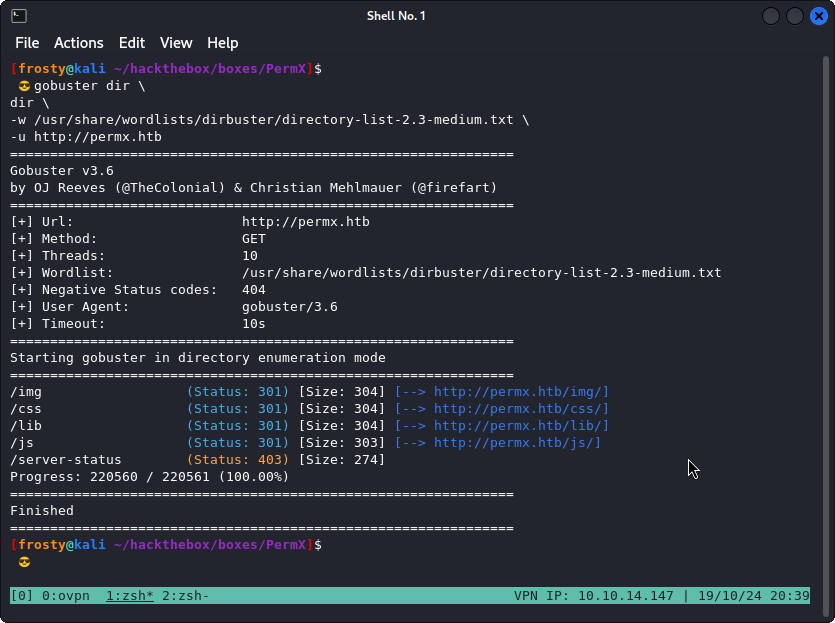 Shell No. 1
File Actions Edit View Help
[frosty@kali ~/hackthebox/boxes/PermX]$
😎 gobuster dir \
dir \
-w /usr/share/wordlists/dirbuster/directory-list-2.3-medium.txt \
-u http://permx.htb
===============================================================
Gobuster v3.6
by OJ Reeves (@TheColonial) & Christian Mehlmauer (@firefart)
===============================================================
[+] Url:                     http://permx.htb
[+] Method:                  GET
[+] Threads:                 10
[+] Wordlist:                /usr/share/wordlists/dirbuster/directory-list-2.3-medium.txt
[+] Negative Status codes:   404
[+] User Agent:              gobuster/3.6
[+] Timeout:                 10s
===============================================================
Starting gobuster in directory enumeration mode
===============================================================
/img                  (Status: 301) [Size: 304] [--> http://permx.htb/img/]
/css                  (Status: 301) [Size: 304] [--> http://permx.htb/css/]
/lib                  (Status: 301) [Size: 304] [--> http://permx.htb/lib/]
/js                   (Status: 301) [Size: 303] [--> http://permx.htb/js/]
/server-status        (Status: 403) [Size: 274]
Progress: 220560 / 220561 (100.00%)
===============================================================
Finished
===============================================================
[frosty@kali ~/hackthebox/boxes/PermX]$
😎
[0] 0:ovpn  1:zsh* 2:zsh-                                      VPN IP: 10.10.14.147 | 19/10/24 20:39